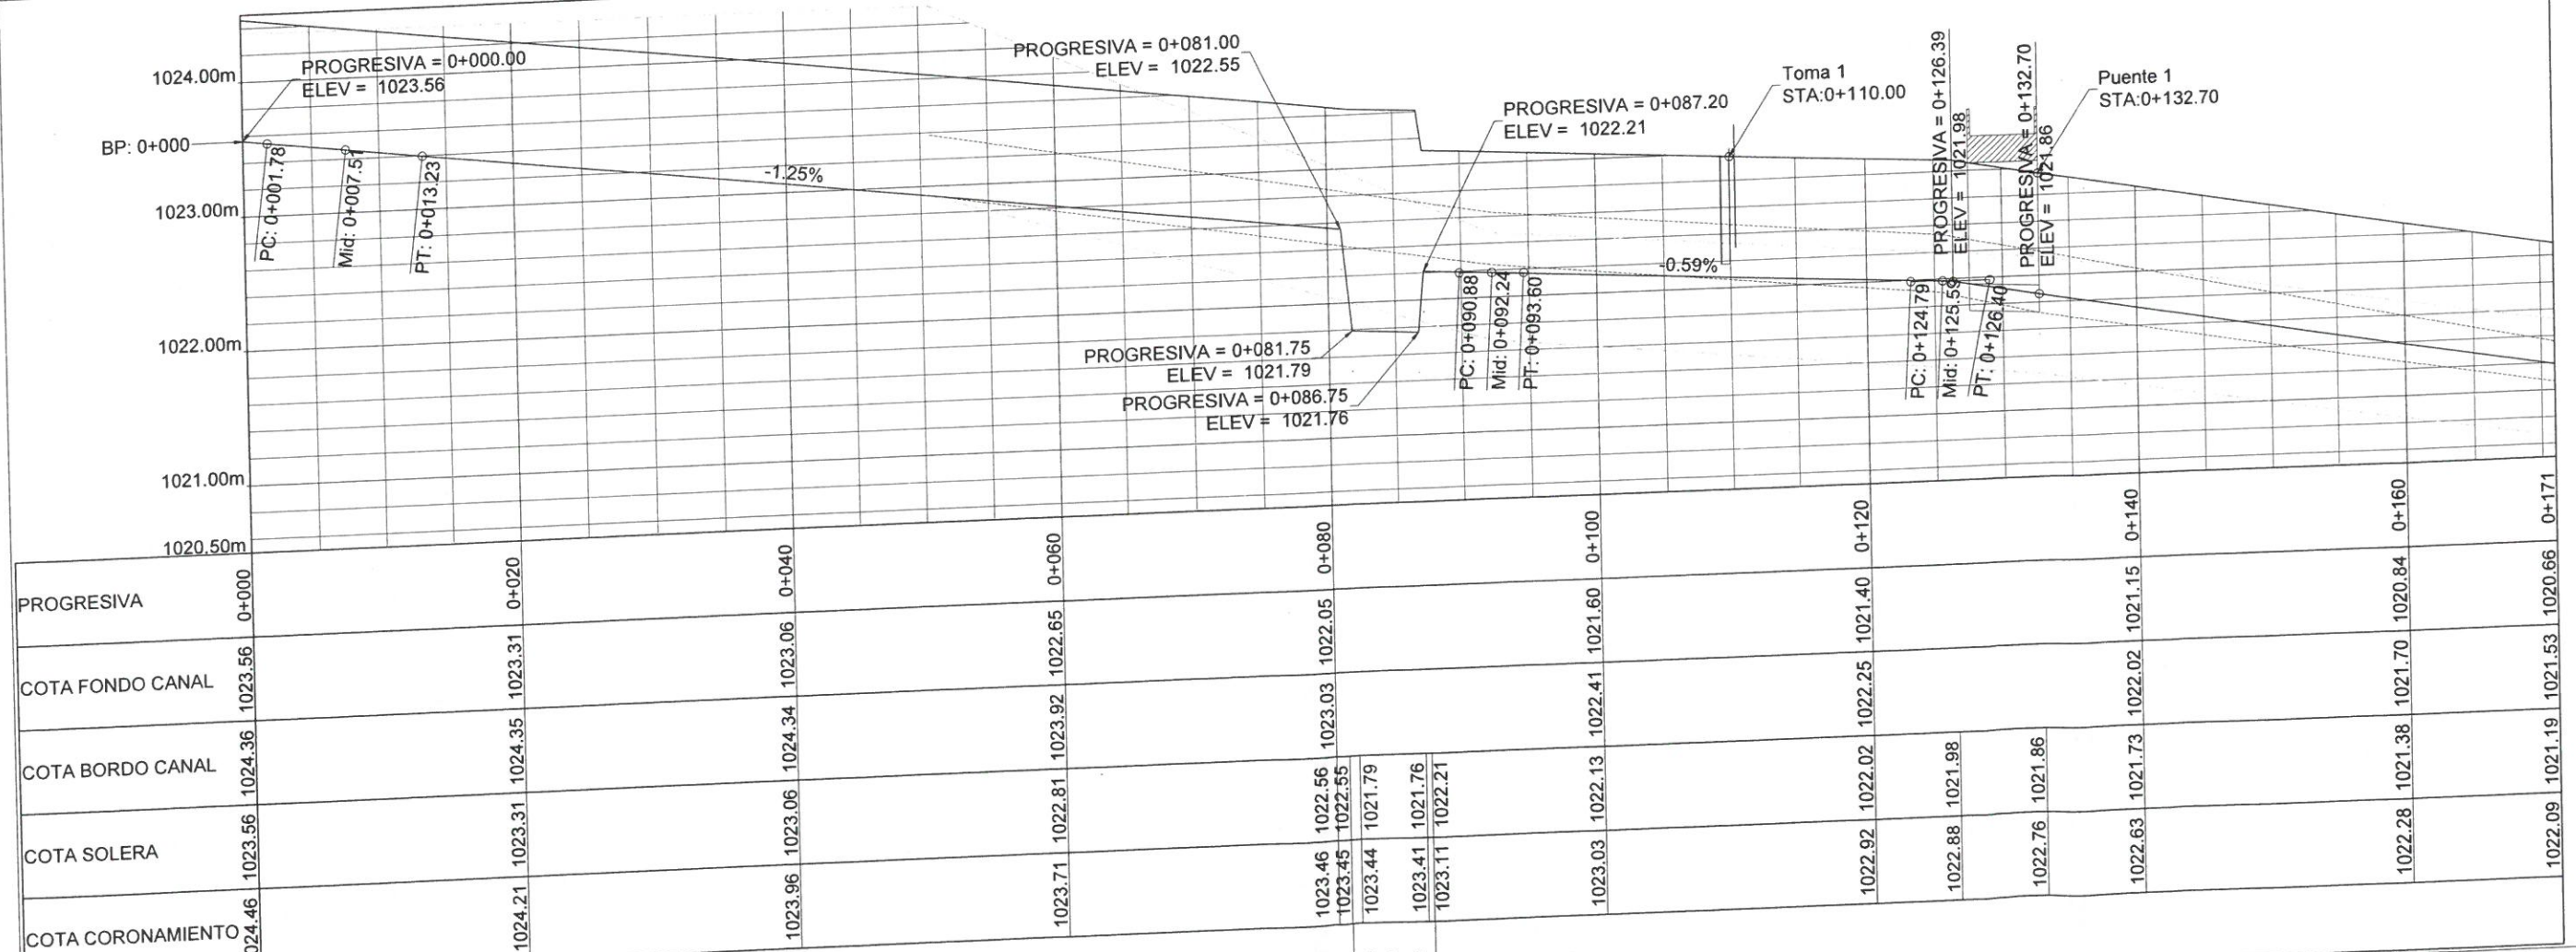 PROGRESIVA = 0+000.00
ELEV = 1023.56
PROGRESIVA = 0+081.00
ELEV = 1022.55
PROGRESIVA = 0+087.20
ELEV = 1022.21
Toma 1
STA:0+110.00
PROGRESIVA = 0+126.39
ELEV = 1021.98
PROGRESIVA = 0+132.70
ELEV = 1021.86
Puente 1
STA:0+132.70
1024.00m
BP: 0+000
1023.00m
1022.00m
1021.00m
1020.50m
PC: 0+001.78
Mid: 0+007.51
PT: 0+013.23
-1.25%
-0.59%
PROGRESIVA = 0+081.75
ELEV = 1021.79
PROGRESIVA = 0+086.75
ELEV = 1021.76
PC: 0+090.88
Mid: 0+092.24
PT: 0+093.60
PC: 0+124.79
Mid: 0+125.59
PT: 0+126.40
PROGRESIVA 0+000 0+020 0+040 0+060 0+080 0+100 0+120 0+140 0+160 0+171
COTA FONDO CANAL 1023.56 1023.31 1023.06 1022.65 1022.05 1021.60 1021.40 1021.15 1020.84 1020.66
COTA BORDO CANAL 1024.36 1024.35 1024.34 1023.92 1023.03 1022.41 1022.25 1022.02 1021.70 1021.53
COTA SOLERA 1023.56 1023.31 1023.06 1022.81 1022.56 1022.55 1021.79 1021.76 1022.21 1022.13 1022.02 1021.98 1021.86 1021.73 1021.38 1021.19
COTA CORONAMIENTO 024.46 1024.21 1023.96 1023.71 1023.46 1023.45 1023.44 1023.41 1023.11 1023.03 1022.92 1022.88 1022.76 1022.63 1022.28 1022.09